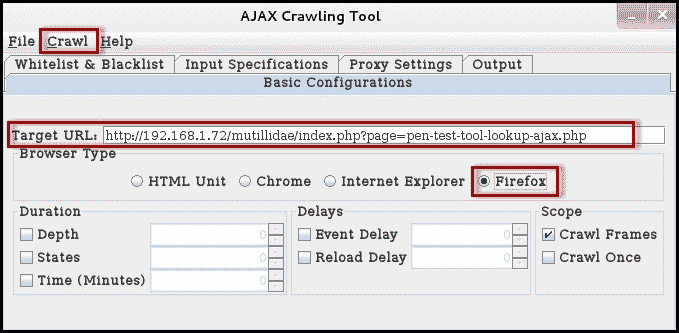 AJAX Crawling Tool
File Crawl Help
Whitelist & Blacklist Input Specifications Proxy Settings Output
Basic Configurations
Target URL: http://192.168.1.72/mutillidae/index.php?page=pen-test-tool-lookup-ajax.php
Browser Type
HTML Unit Chrome Internet Explorer Firefox
Duration Delays Scope
Depth 0 Event Delay 0 Crawl Frames
States 0 Reload Delay 0 Crawl Once
Time (Minutes) 0